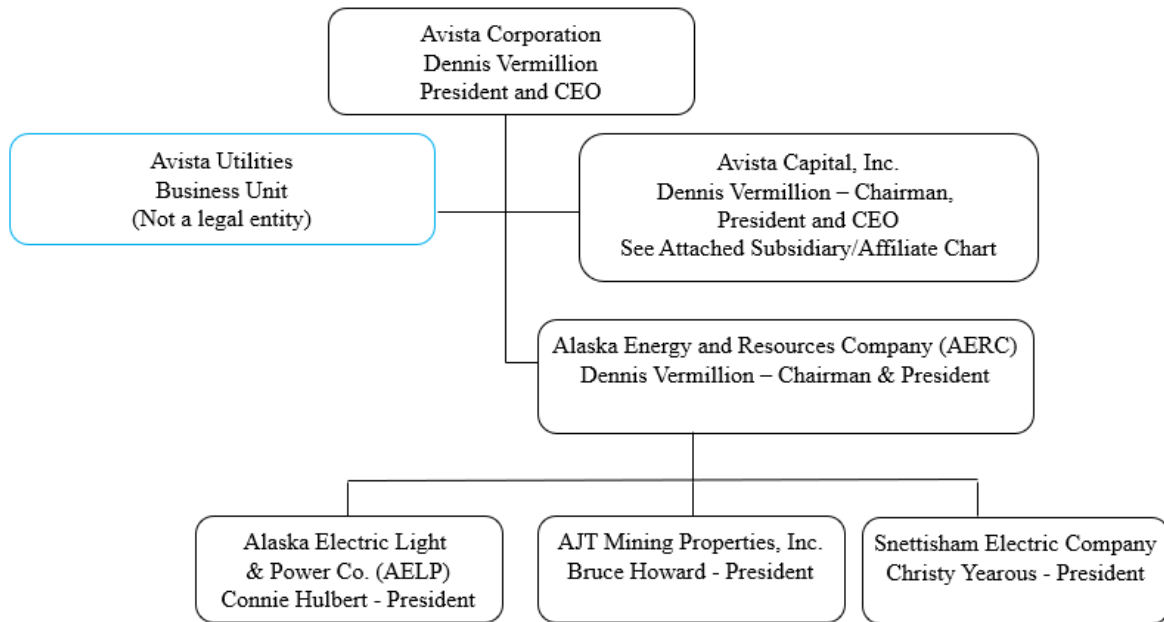 Avista Corporation
Dennis Vermillion
President and CEO
Avista Utilities
Business Unit
(Not a legal entity)
Avista Capital, Inc.
Dennis Vermillion – Chairman,
President and CEO
See Attached Subsidiary/Affiliate Chart
Alaska Energy and Resources Company (AERC)
Dennis Vermillion – Chairman & President
Alaska Electric Light
& Power Co. (AELP)
Connie Hulbert - President
AJT Mining Properties, Inc.
Bruce Howard - President
Snettisham Electric Company
Christy Yearous - President